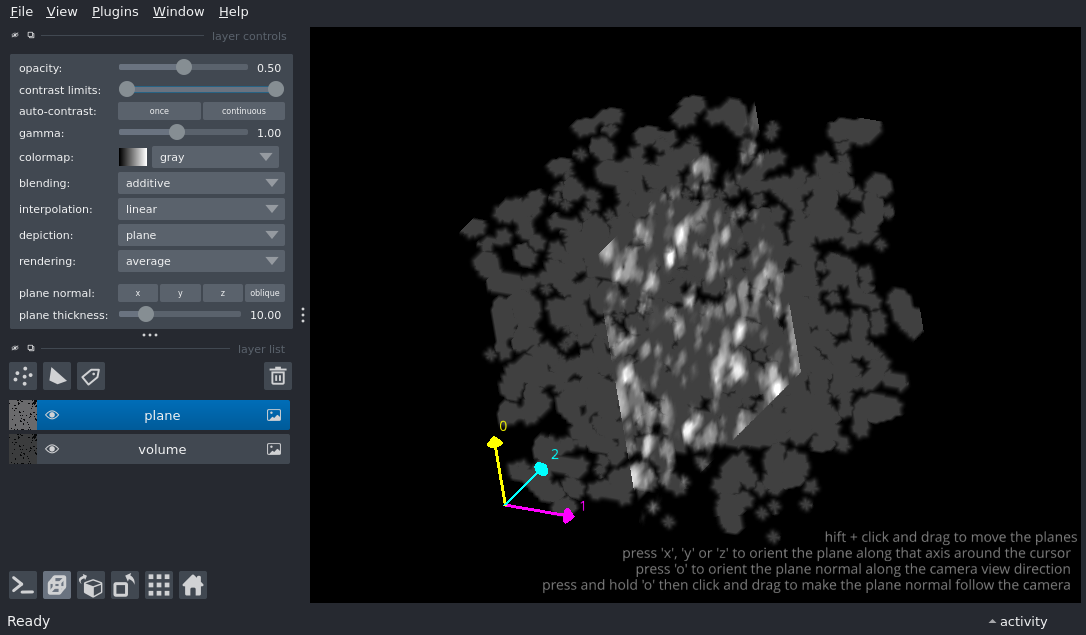 File View Plugins Window Help
layer controls
opacity: 0.50
contrast limits:
auto-contrast: once continuous
gamma: 1.00
colormap: gray
blending: additive
interpolation: linear
depiction: plane
rendering: average
plane normal: x y z oblique
plane thickness: 10.00
layer list
plane
volume
0
2
1
hift + click and drag to move the planes
press 'x', 'y' or 'z' to orient the plane along that axis around the cursor
press 'o' to orient the plane normal along the camera view direction
press and hold 'o' then click and drag to make the plane normal follow the camera
Ready
activity